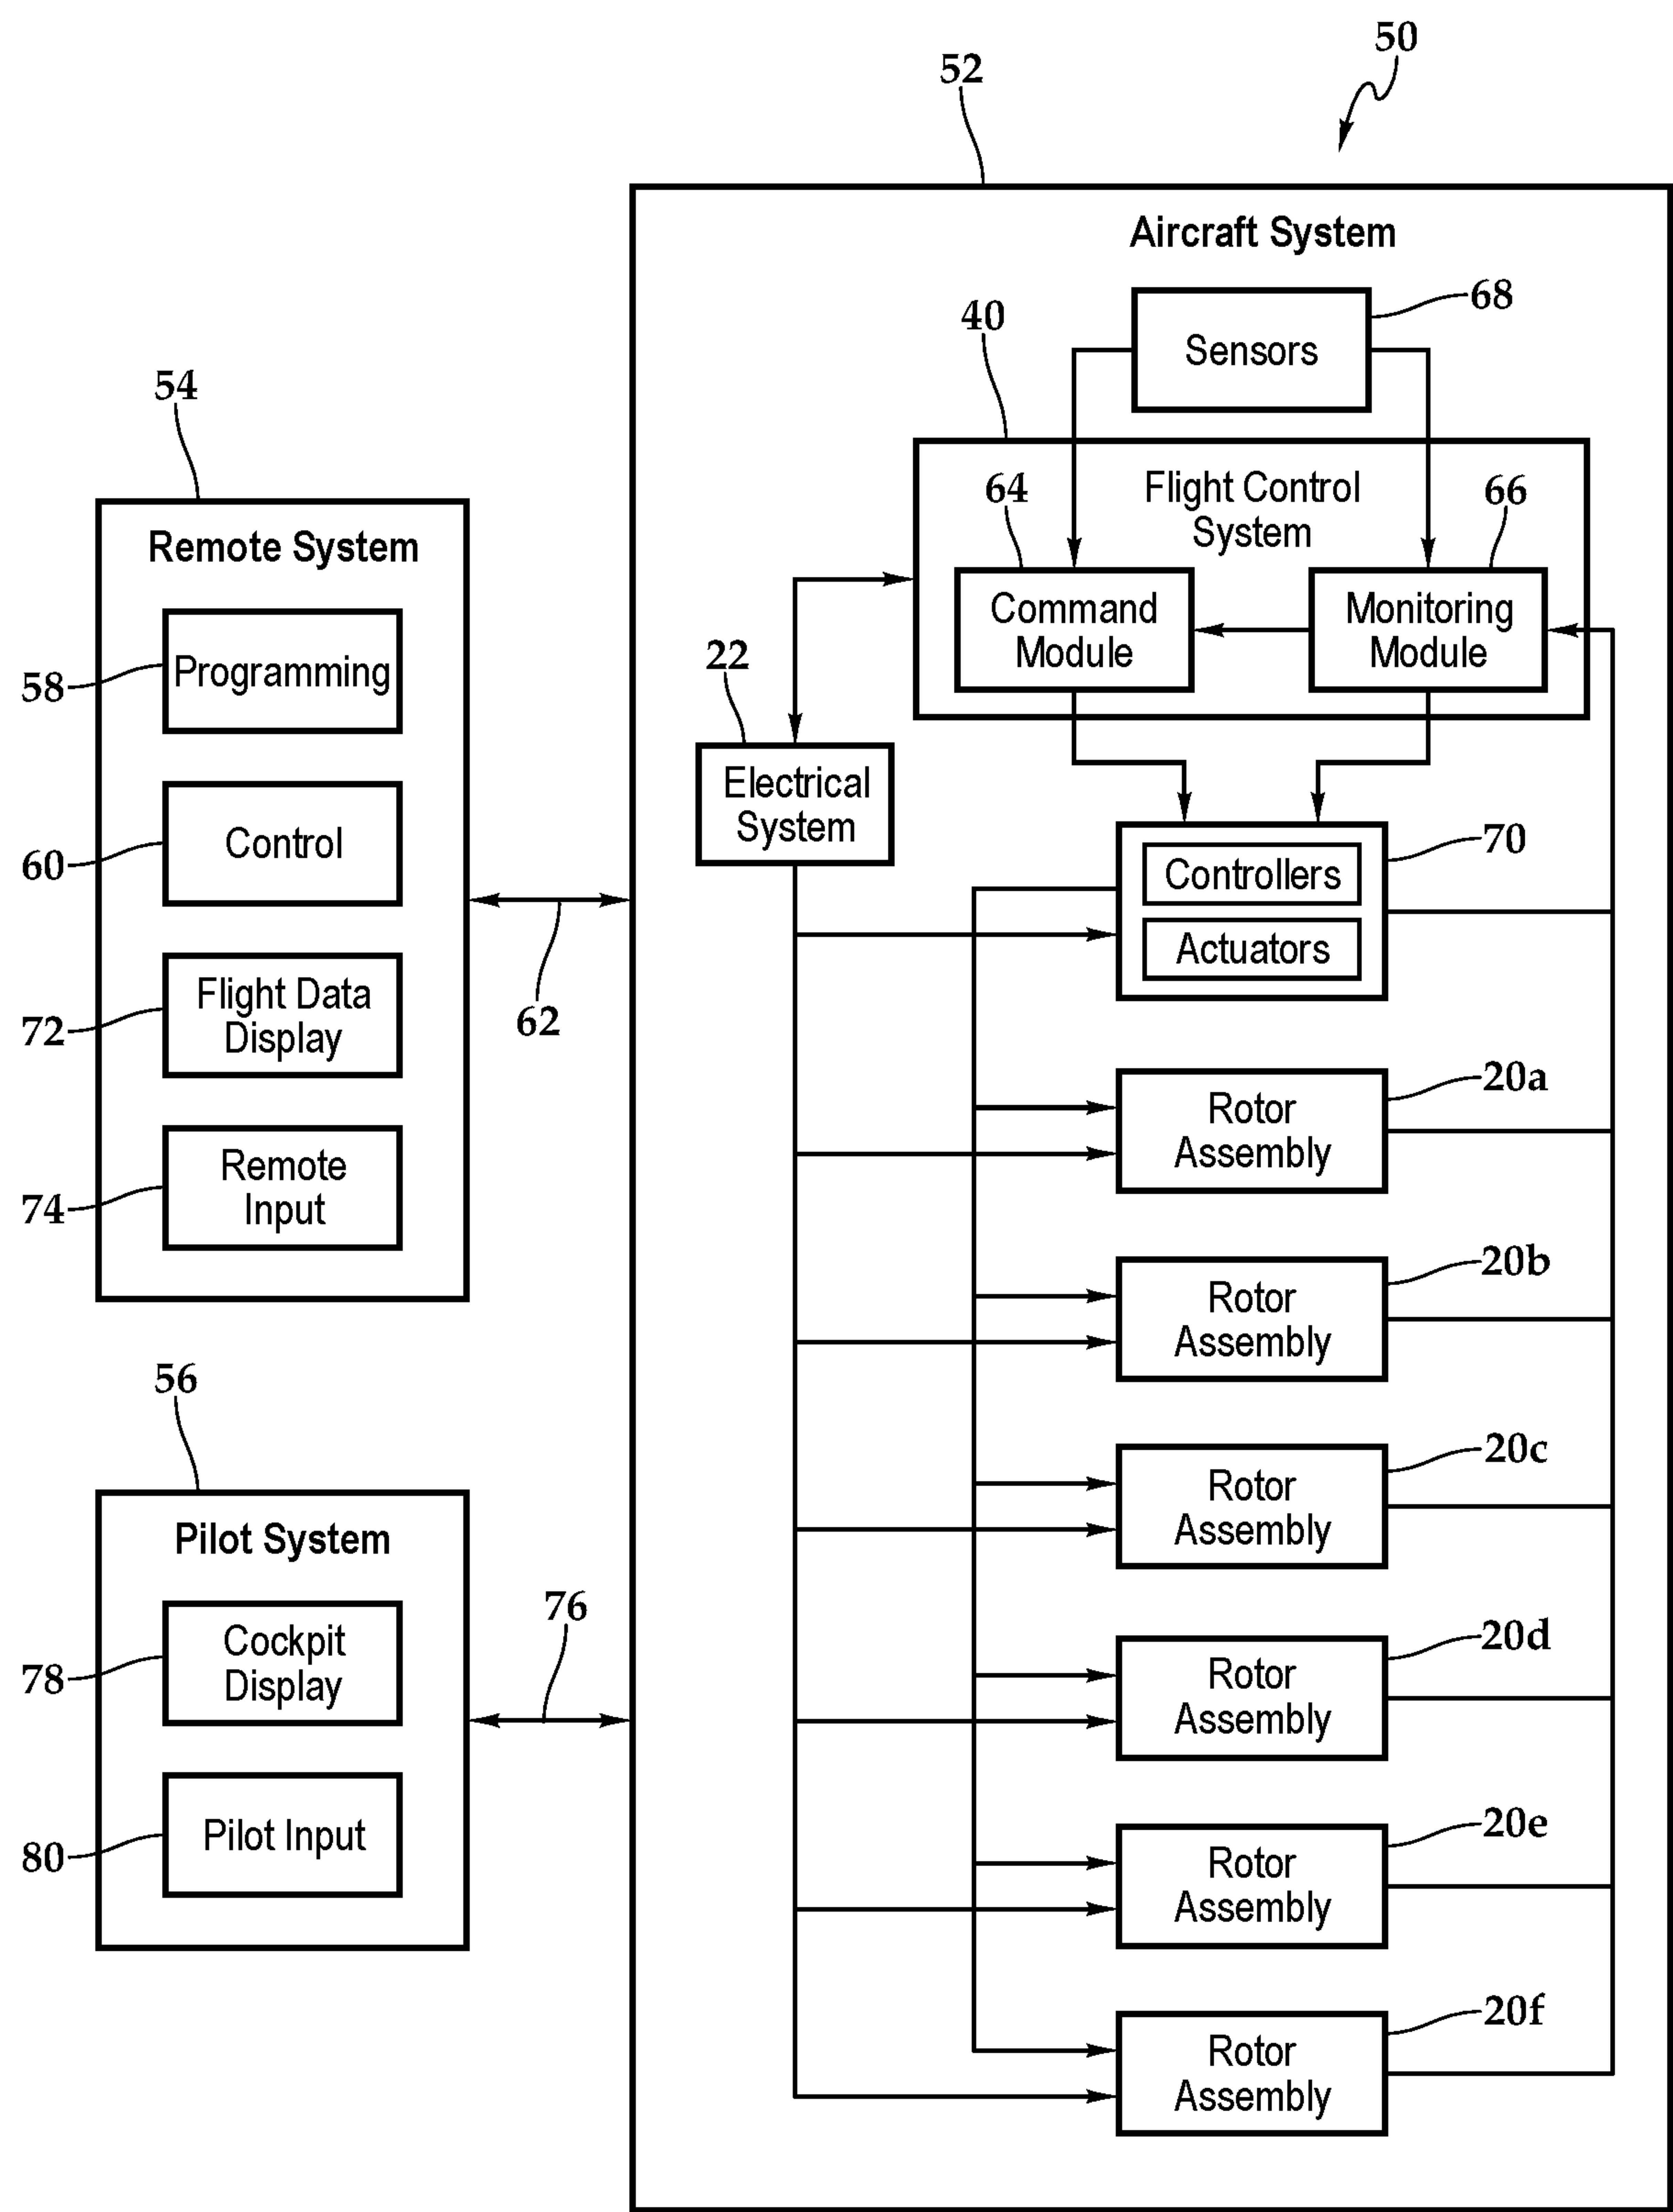 50
52
Aircraft System
68
40
Sensors
54
64
Flight Control
System
66
Remote System
Command
Module
Monitoring
Module
58
Programming
22
Electrical
System
60
Control
70
Controllers
Actuators
72
Flight Data
Display
62
20a
Rotor
Assembly
74
Remote
Input
20b
Rotor
Assembly
56
20c
Rotor
Assembly
Pilot System
76
78
Cockpit
Display
20d
Rotor
Assembly
80
Pilot Input
20e
Rotor
Assembly
20f
Rotor
Assembly